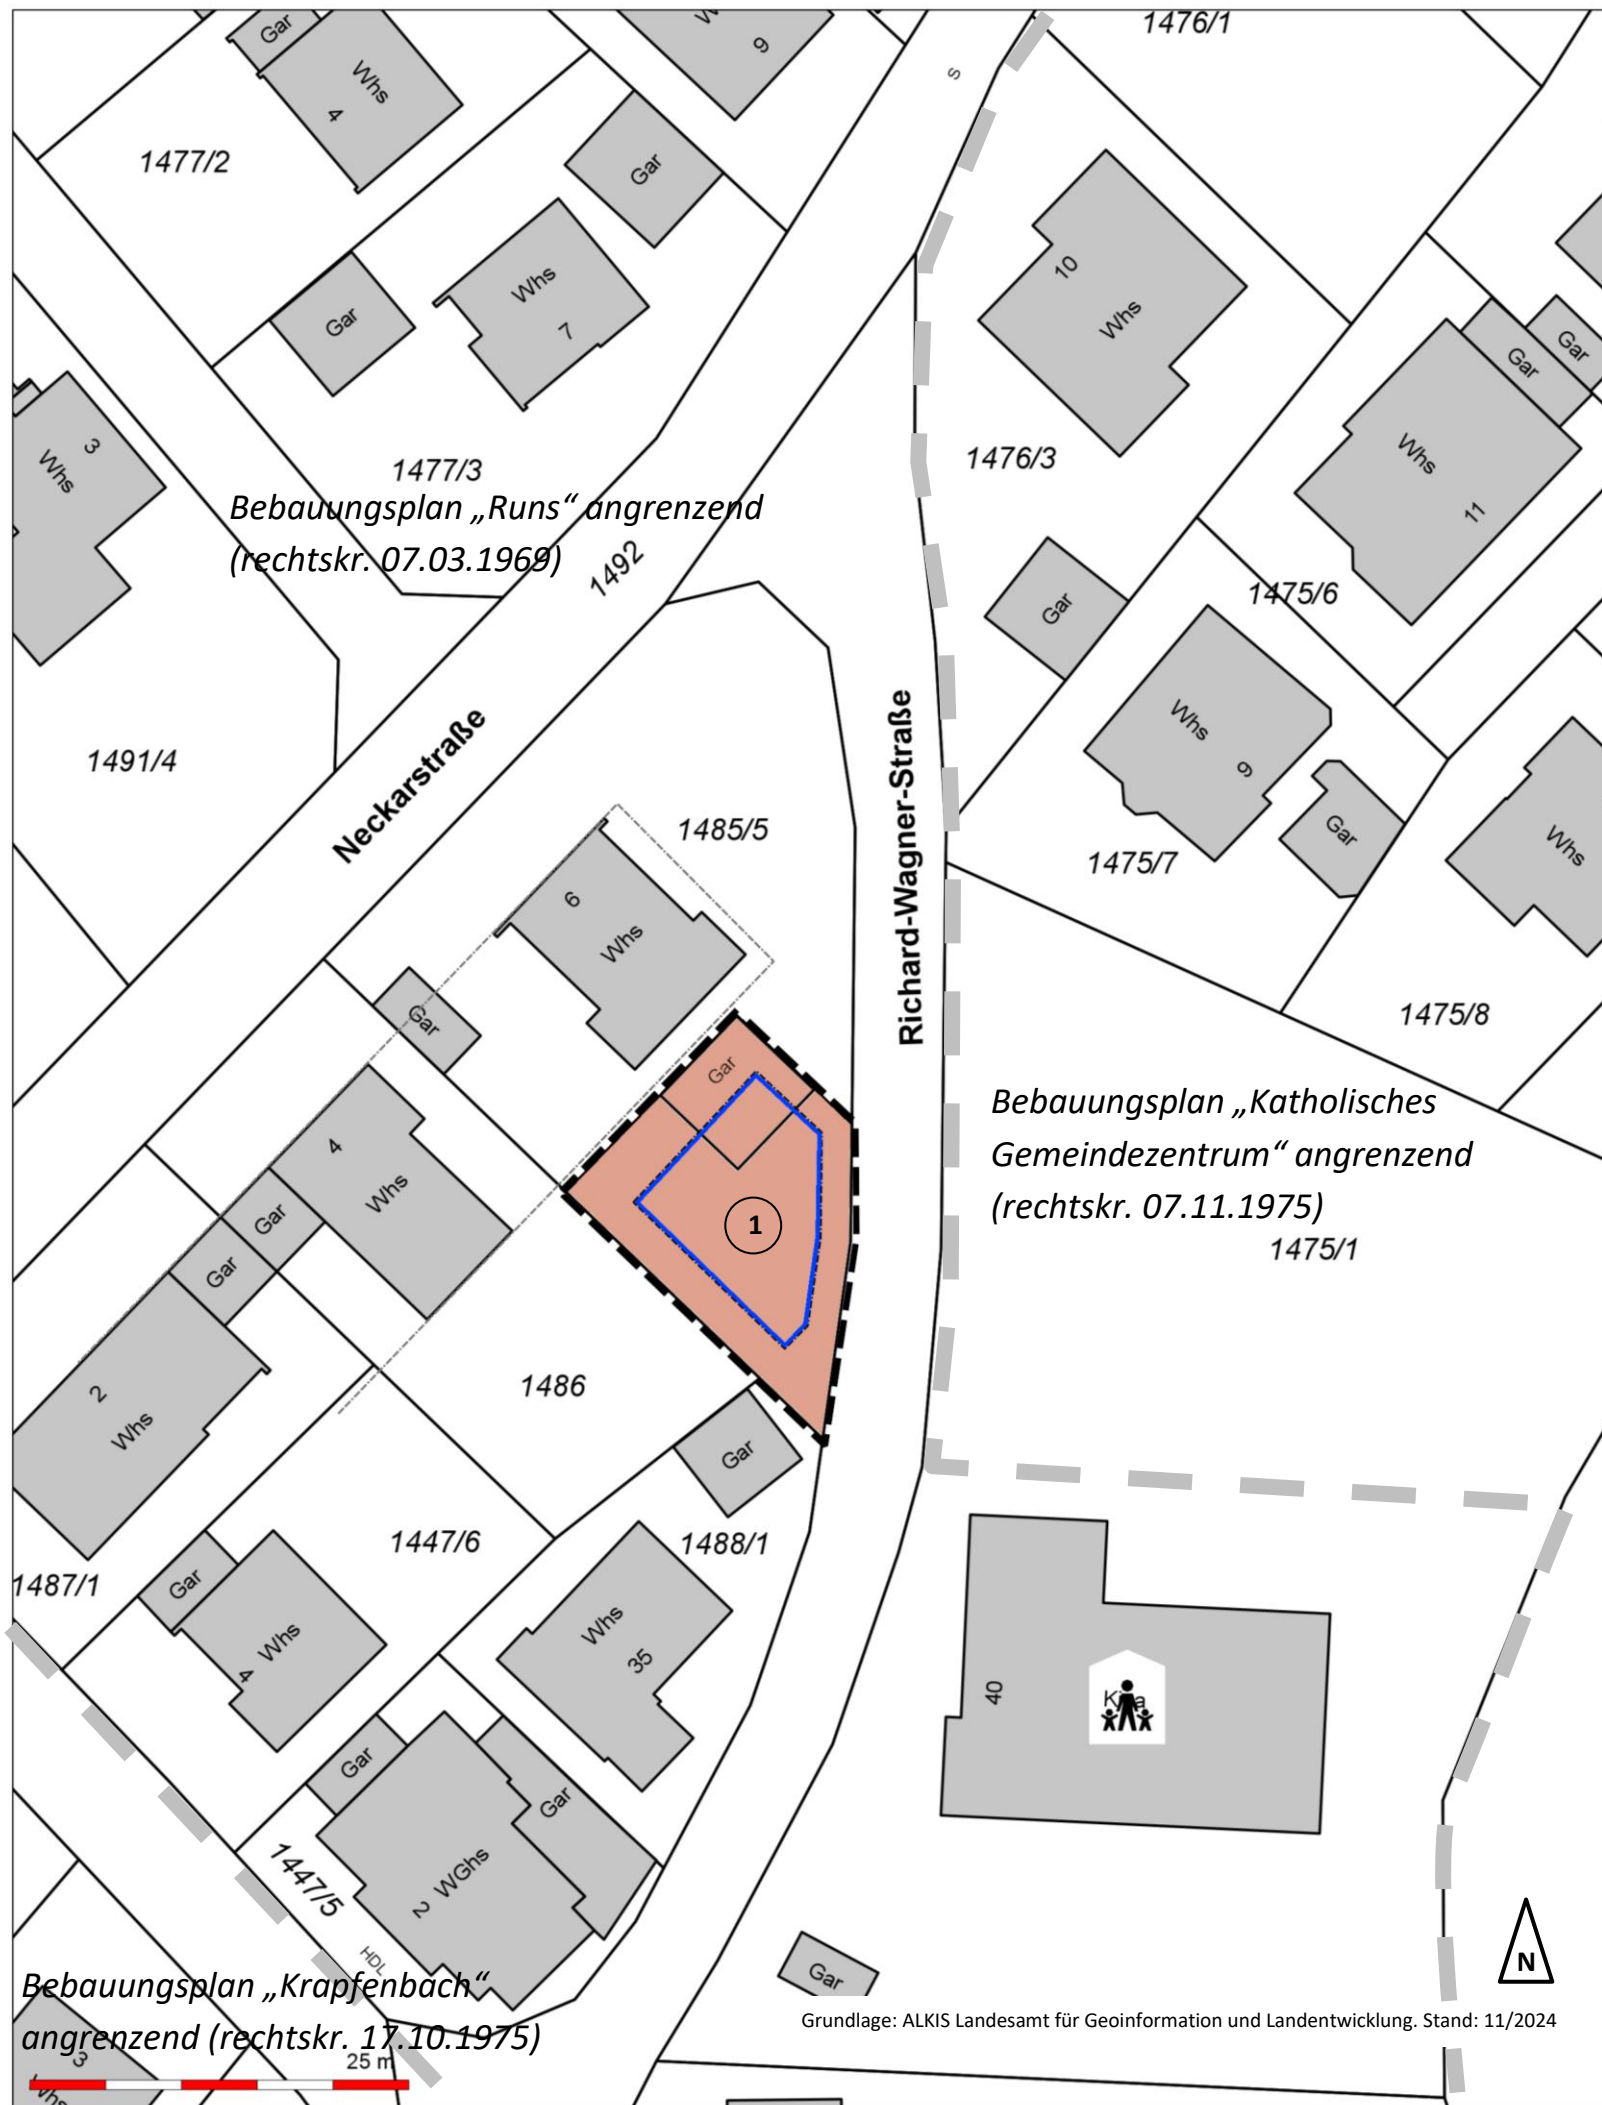 Gar
Whs
4
W
9
S
1476/1
1477/2
Gar
10
Whs
Whs
7
Gar
Gar
Gar
3
Whs
1477/3
1476/3
Whs
11
Bebauungsplan „Runs“ angrenzend
(rechtskr. 07.03.1969)
1492
Gar
1475/6
Neckarstraße
Richard-Wagner-Straße
Whs
9
1491/4
1485/5
1475/7
Gar
Whs
6
Whs
Gar
1475/8
Gar
Bebauungsplan „Katholisches
Gemeindezentrum“ angrenzend
(rechtskr. 07.11.1975)
4
Whs
Gar
Gar
1
1475/1
2
Whs
1486
Gar
1447/6
1488/1
1487/1
Gar
Whs
4
Whs
35
40
Gar
Gar
1447/5
2 WGhs
HDL
Gar
N
Bebauungsplan „Krapfenbach“
angrenzend (rechtskr. 17.10.1975)
Grundlage: ALKIS Landesamt für Geoinformation und Landentwicklung. Stand: 11/2024
3
Whs
25 m